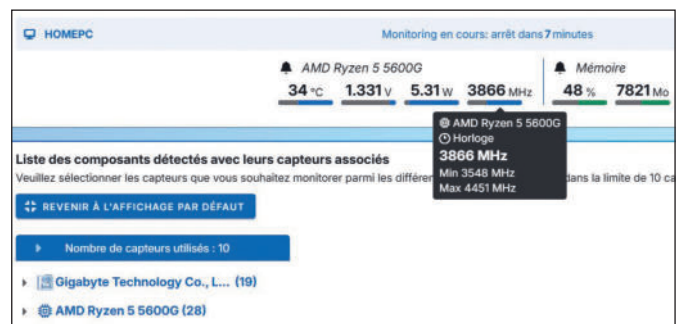 HOMEPC
Monitoring en cours: arrêt dans 7 minutes
AMD Ryzen 5 5600G
Mémoire
34 °C 1.331 V 5.31 W 3866 MHz 48 % 7821 Mo
AMD Ryzen 5 5600G
Horloge
3866 MHz
Min 3548 MHz
Max 4451 MHz
Liste des composants détectés avec leurs capteurs associés
Veuillez sélectionner les capteurs que vous souhaitez monitorer parmi les différen dans la limite de 10 ca
REVENIR À L'AFFICHAGE PAR DÉFAUT
Nombre de capteurs utilisés : 10
Gigabyte Technology Co., L... (19)
AMD Ryzen 5 5600G (28)